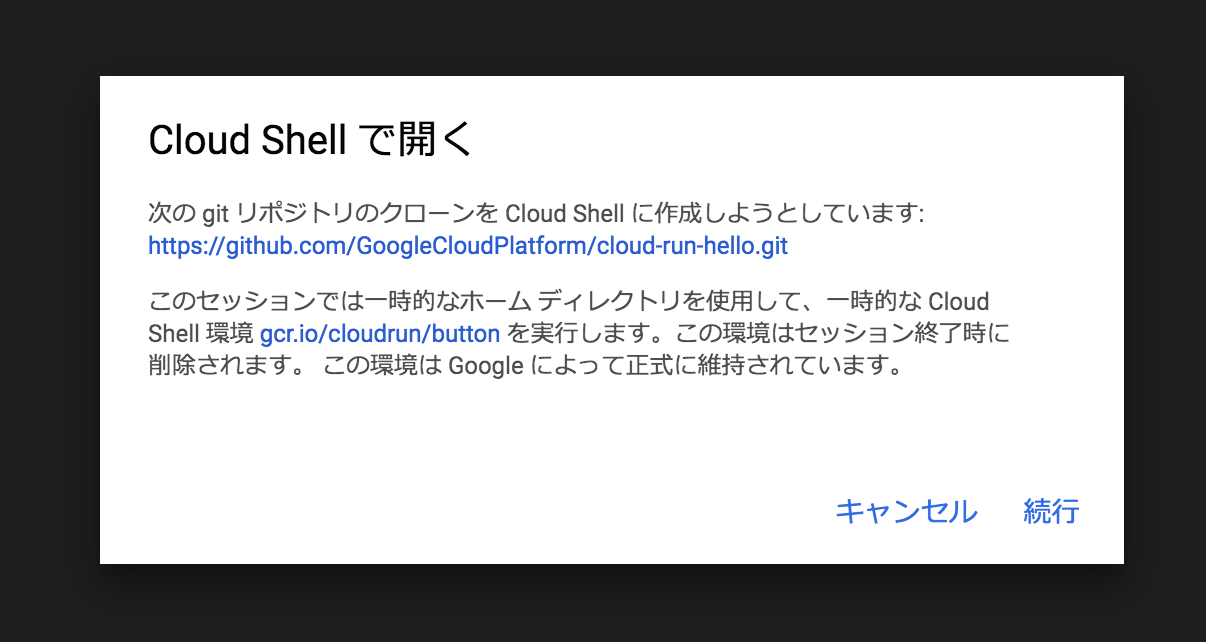 Cloud Shell で開く
次の git リポジトリのクローンを Cloud Shell に作成しようとしています:
https://github.com/GoogleCloudPlatform/cloud-run-hello.git
このセッションでは一時的なホーム ディレクトリを使用して、一時的な Cloud
Shell 環境 gcr.io/cloudrun/button を実行します。この環境はセッション終了時に
削除されます。 この環境は Google によって正式に維持されています。
キャンセル 続行